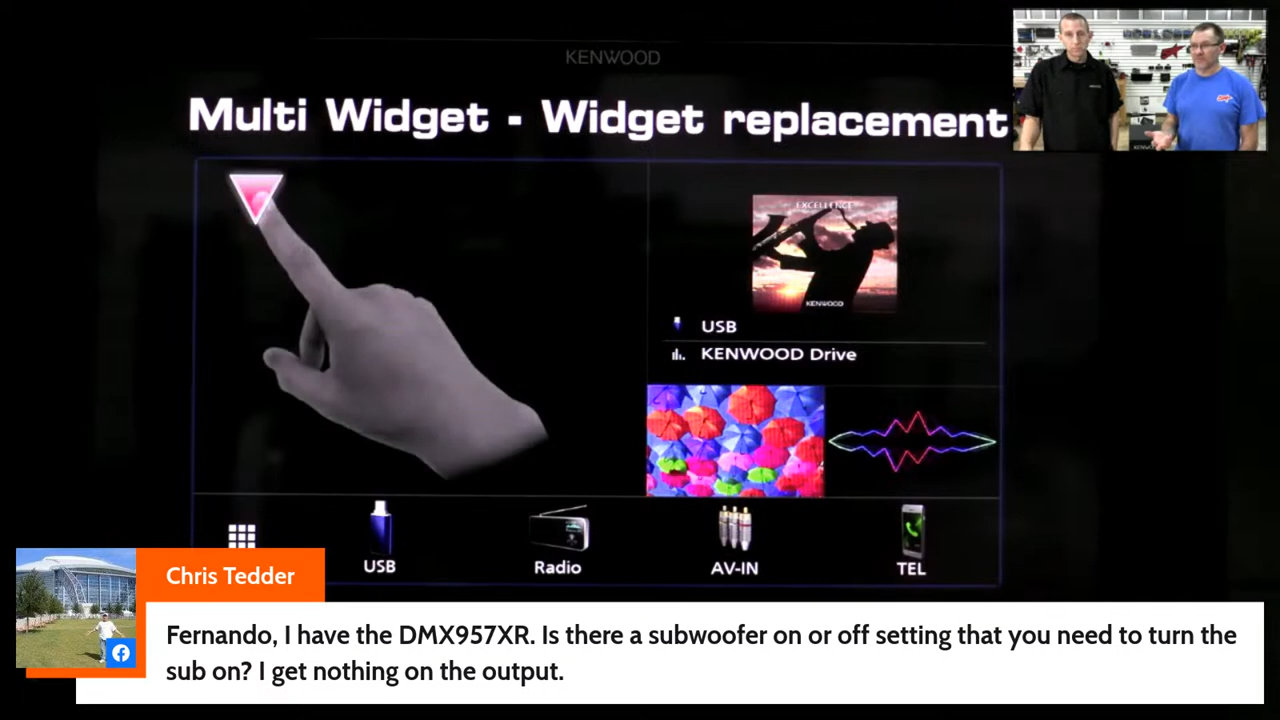 KENWOOD
Multi Widget - Widget replacement
EXCELLENCE
KENWOOD
USB
KENWOOD Drive
USB
Radio
AV-IN
TEL
Chris Tedder
Fernando, I have the DMX957XR. Is there a subwoofer on or off setting that you need to turn the
sub on? I get nothing on the output.